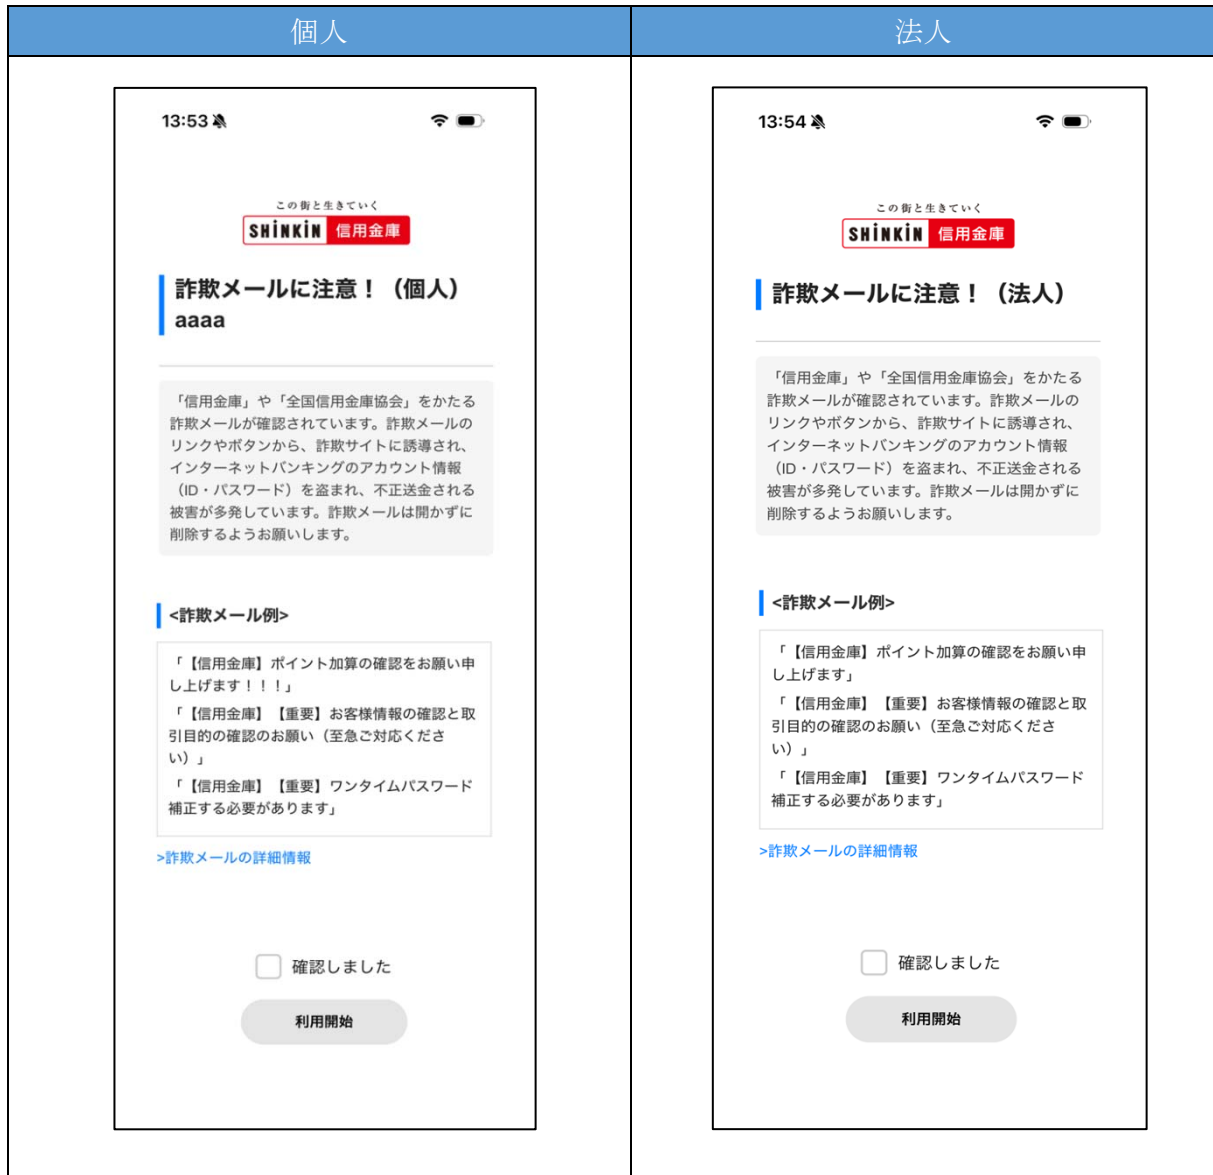 個人
法人
13:53
この街と生きていく
SHiNKiN 信用金庫
詐欺メールに注意！（個人）
aaaa
「信用金庫」や「全国信用金庫協会」をかたる
詐欺メールが確認されています。詐欺メールの
リンクやボタンから、詐欺サイトに誘導され、
インターネットバンキングのアカウント情報
（ID・パスワード）を盗まれ、不正送金される
被害が多発しています。詐欺メールは開かずに
削除するようお願いします。
<詐欺メール例>
「【信用金庫】ポイント加算の確認をお願い申
し上げます！！！」
「【信用金庫】【重要】お客様情報の確認と取
引目的の確認のお願い（至急ご対応くださ
い）」
「【信用金庫】【重要】ワンタイムパスワード
補正する必要があります」
>詐欺メールの詳細情報
確認しました
利用開始
13:54
この街と生きていく
SHiNKiN 信用金庫
詐欺メールに注意！（法人）
「信用金庫」や「全国信用金庫協会」をかたる
詐欺メールが確認されています。詐欺メールの
リンクやボタンから、詐欺サイトに誘導され、
インターネットバンキングのアカウント情報
（ID・パスワード）を盗まれ、不正送金される
被害が多発しています。詐欺メールは開かずに
削除するようお願いします。
<詐欺メール例>
「【信用金庫】ポイント加算の確認をお願い申
し上げます」
「【信用金庫】【重要】お客様情報の確認と取
引目的の確認のお願い（至急ご対応くださ
い）」
「【信用金庫】【重要】ワンタイムパスワード
補正する必要があります」
>詐欺メールの詳細情報
確認しました
利用開始